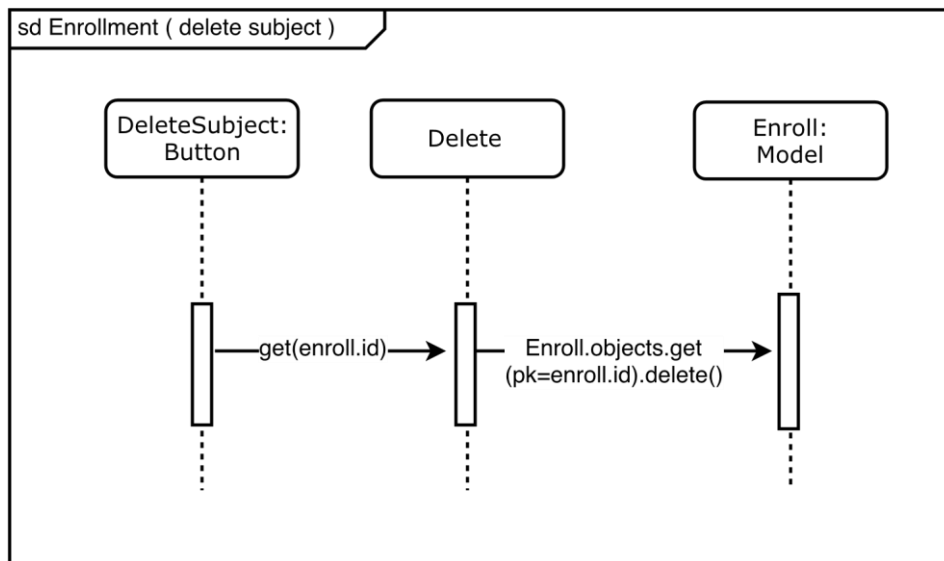 sd Enrollment ( delete subject )
DeleteSubject:
Button
Delete
Enroll:
Model
get(enroll.id)
Enroll.objects.get
(pk=enroll.id).delete()